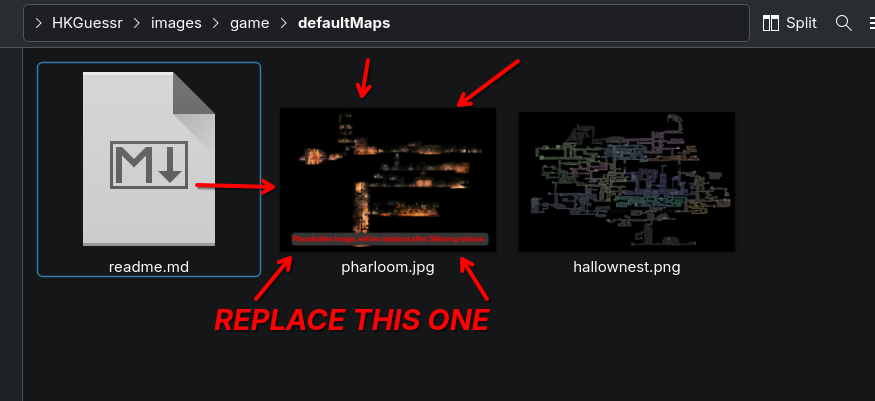 HKGuessr > images > game > defaultMaps
Split
M
Placeholder image, will be replaced after Silksong release
readme.md
pharloom.jpg
hallownest.png
REPLACE THIS ONE